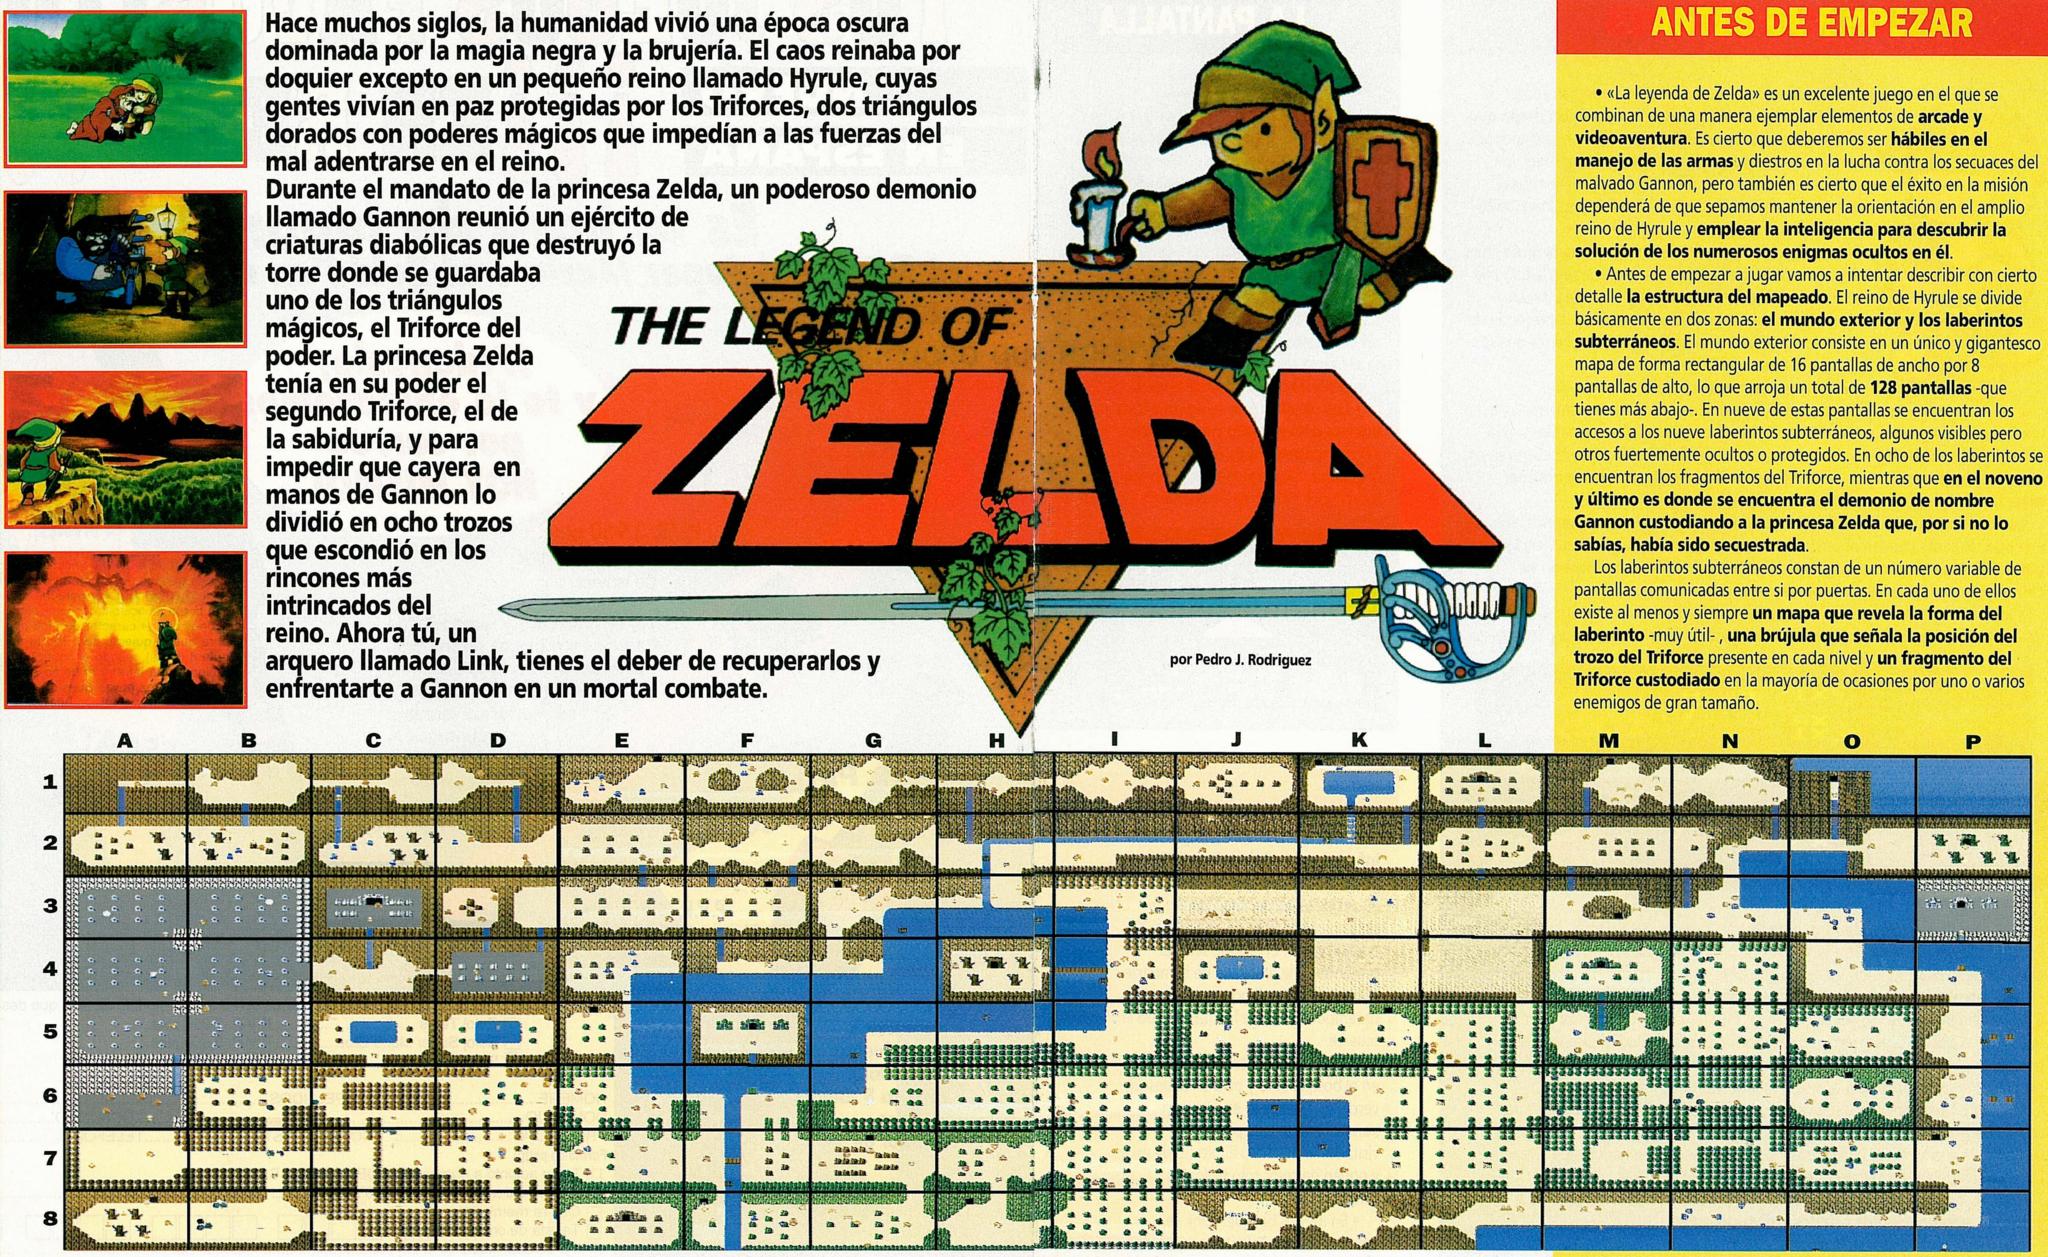 Hace muchos siglos, la humanidad vivió una época oscura
dominada por la magia negra y la brujería. El caos reinaba por
doquier excepto en un pequeño reino llamado Hyrule, cuyas
gentes vivían en paz protegidas por los Triforces, dos triángulos
dorados con poderes mágicos que impedían a las fuerzas del
mal adentrarse en el reino.
Durante el mandato de la princesa Zelda, un poderoso demonio
llamado Gannon reunió un ejército de
criaturas diabólicas que destruyó la
torre donde se guardaba
uno de los triángulos
mágicos, el Triforce del
poder. La princesa Zelda
tenía en su poder el
segundo Triforce, el de
la sabiduría, y para
impedir que cayera en
manos de Gannon lo
dividió en ocho trozos
que escondió en los
rincones más
intrincados del
reino. Ahora tú, un
arquero llamado Link, tienes el deber de recuperarlos y
enfrentarte a Gannon en un mortal combate.
THE LEGEND OF
ZELDA
por Pedro J. Rodriguez
ANTES DE EMPEZAR
• «La leyenda de Zelda» es un excelente juego en el que se
combinan de una manera ejemplar elementos de arcade y
videoaventura. Es cierto que deberemos ser hábiles en el
manejo de las armas y diestros en la lucha contra los secuaces del
malvado Gannon, pero también es cierto que el éxito en la misión
dependerá de que sepamos mantener la orientación en el amplio
reino de Hyrule y emplear la inteligencia para descubrir la
solución de los numerosos enigmas ocultos en él.
• Antes de empezar a jugar vamos a intentar describir con cierto
detalle la estructura del mapeado. El reino de Hyrule se divide
básicamente en dos zonas: el mundo exterior y los laberintos
subterráneos. El mundo exterior consiste en un único y gigantesco
mapa de forma rectangular de 16 pantallas de ancho por 8
pantallas de alto, lo que arroja un total de 128 pantallas -que
tienes más abajo-. En nueve de estas pantallas se encuentran los
accesos a los nueve laberintos subterráneos, algunos visibles pero
otros fuertemente ocultos o protegidos. En ocho de los laberintos se
encuentran los fragmentos del Triforce, mientras que en el noveno
y último es donde se encuentra el demonio de nombre
Gannon custodiando a la princesa Zelda que, por si no lo
sabías, había sido secuestrada.
Los laberintos subterráneos constan de un número variable de
pantallas comunicadas entre si por puertas. En cada uno de ellos
existe al menos y siempre un mapa que revela la forma del
laberinto -muy útil- , una brújula que señala la posición del
trozo del Triforce presente en cada nivel y un fragmento del
Triforce custodiado en la mayoría de ocasiones por uno o varios
enemigos de gran tamaño.
A B C D E F G H I J K L M N O P
1
2
3
4
5
6
7
8